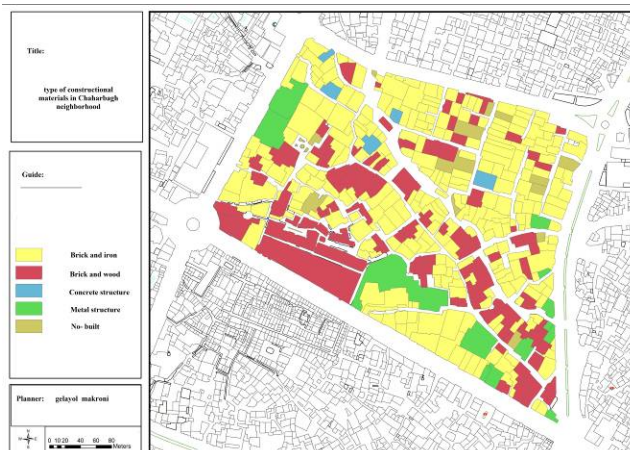 Title:
type of constructional
materials in Chaharbagh
neighborhood
Guide:
Brick and iron
Brick and wood
Concrete structure
Metal structure
No- built
Planner: gelayol makroni
0 10 20 40 60 80
Meters